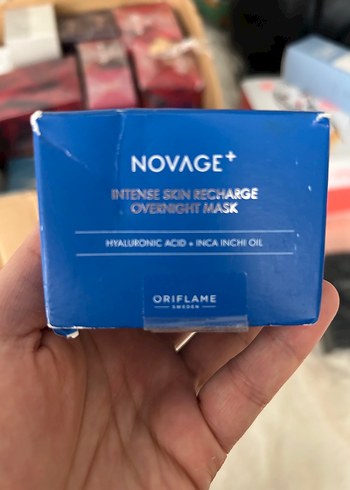 NOVAGE+
INTENSE SKIN RECHARGE
OVERNIGHT MASK
HYALURONIC ACID + INCA INCHI OIL
ORIFLAME
SWEDEN